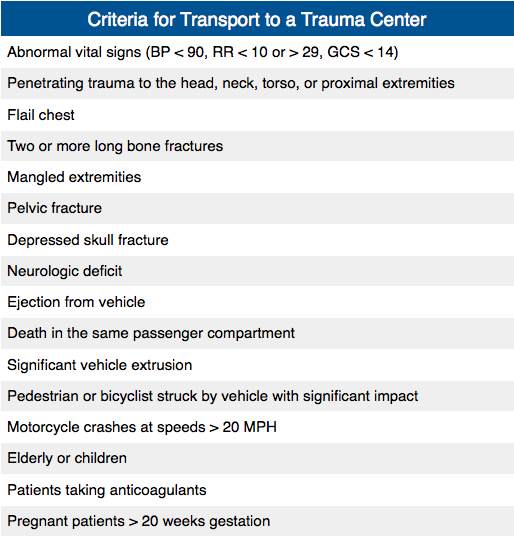 Criteria for Transport to a Trauma Center
Abnormal vital signs (BP < 90, RR < 10 or > 29, GCS < 14)
Penetrating trauma to the head, neck, torso, or proximal extremities
Flail chest
Two or more long bone fractures
Mangled extremities
Pelvic fracture
Depressed skull fracture
Neurologic deficit
Ejection from vehicle
Death in the same passenger compartment
Significant vehicle extrusion
Pedestrian or bicyclist struck by vehicle with significant impact
Motorcycle crashes at speeds > 20 MPH
Elderly or children
Patients taking anticoagulants
Pregnant patients > 20 weeks gestation